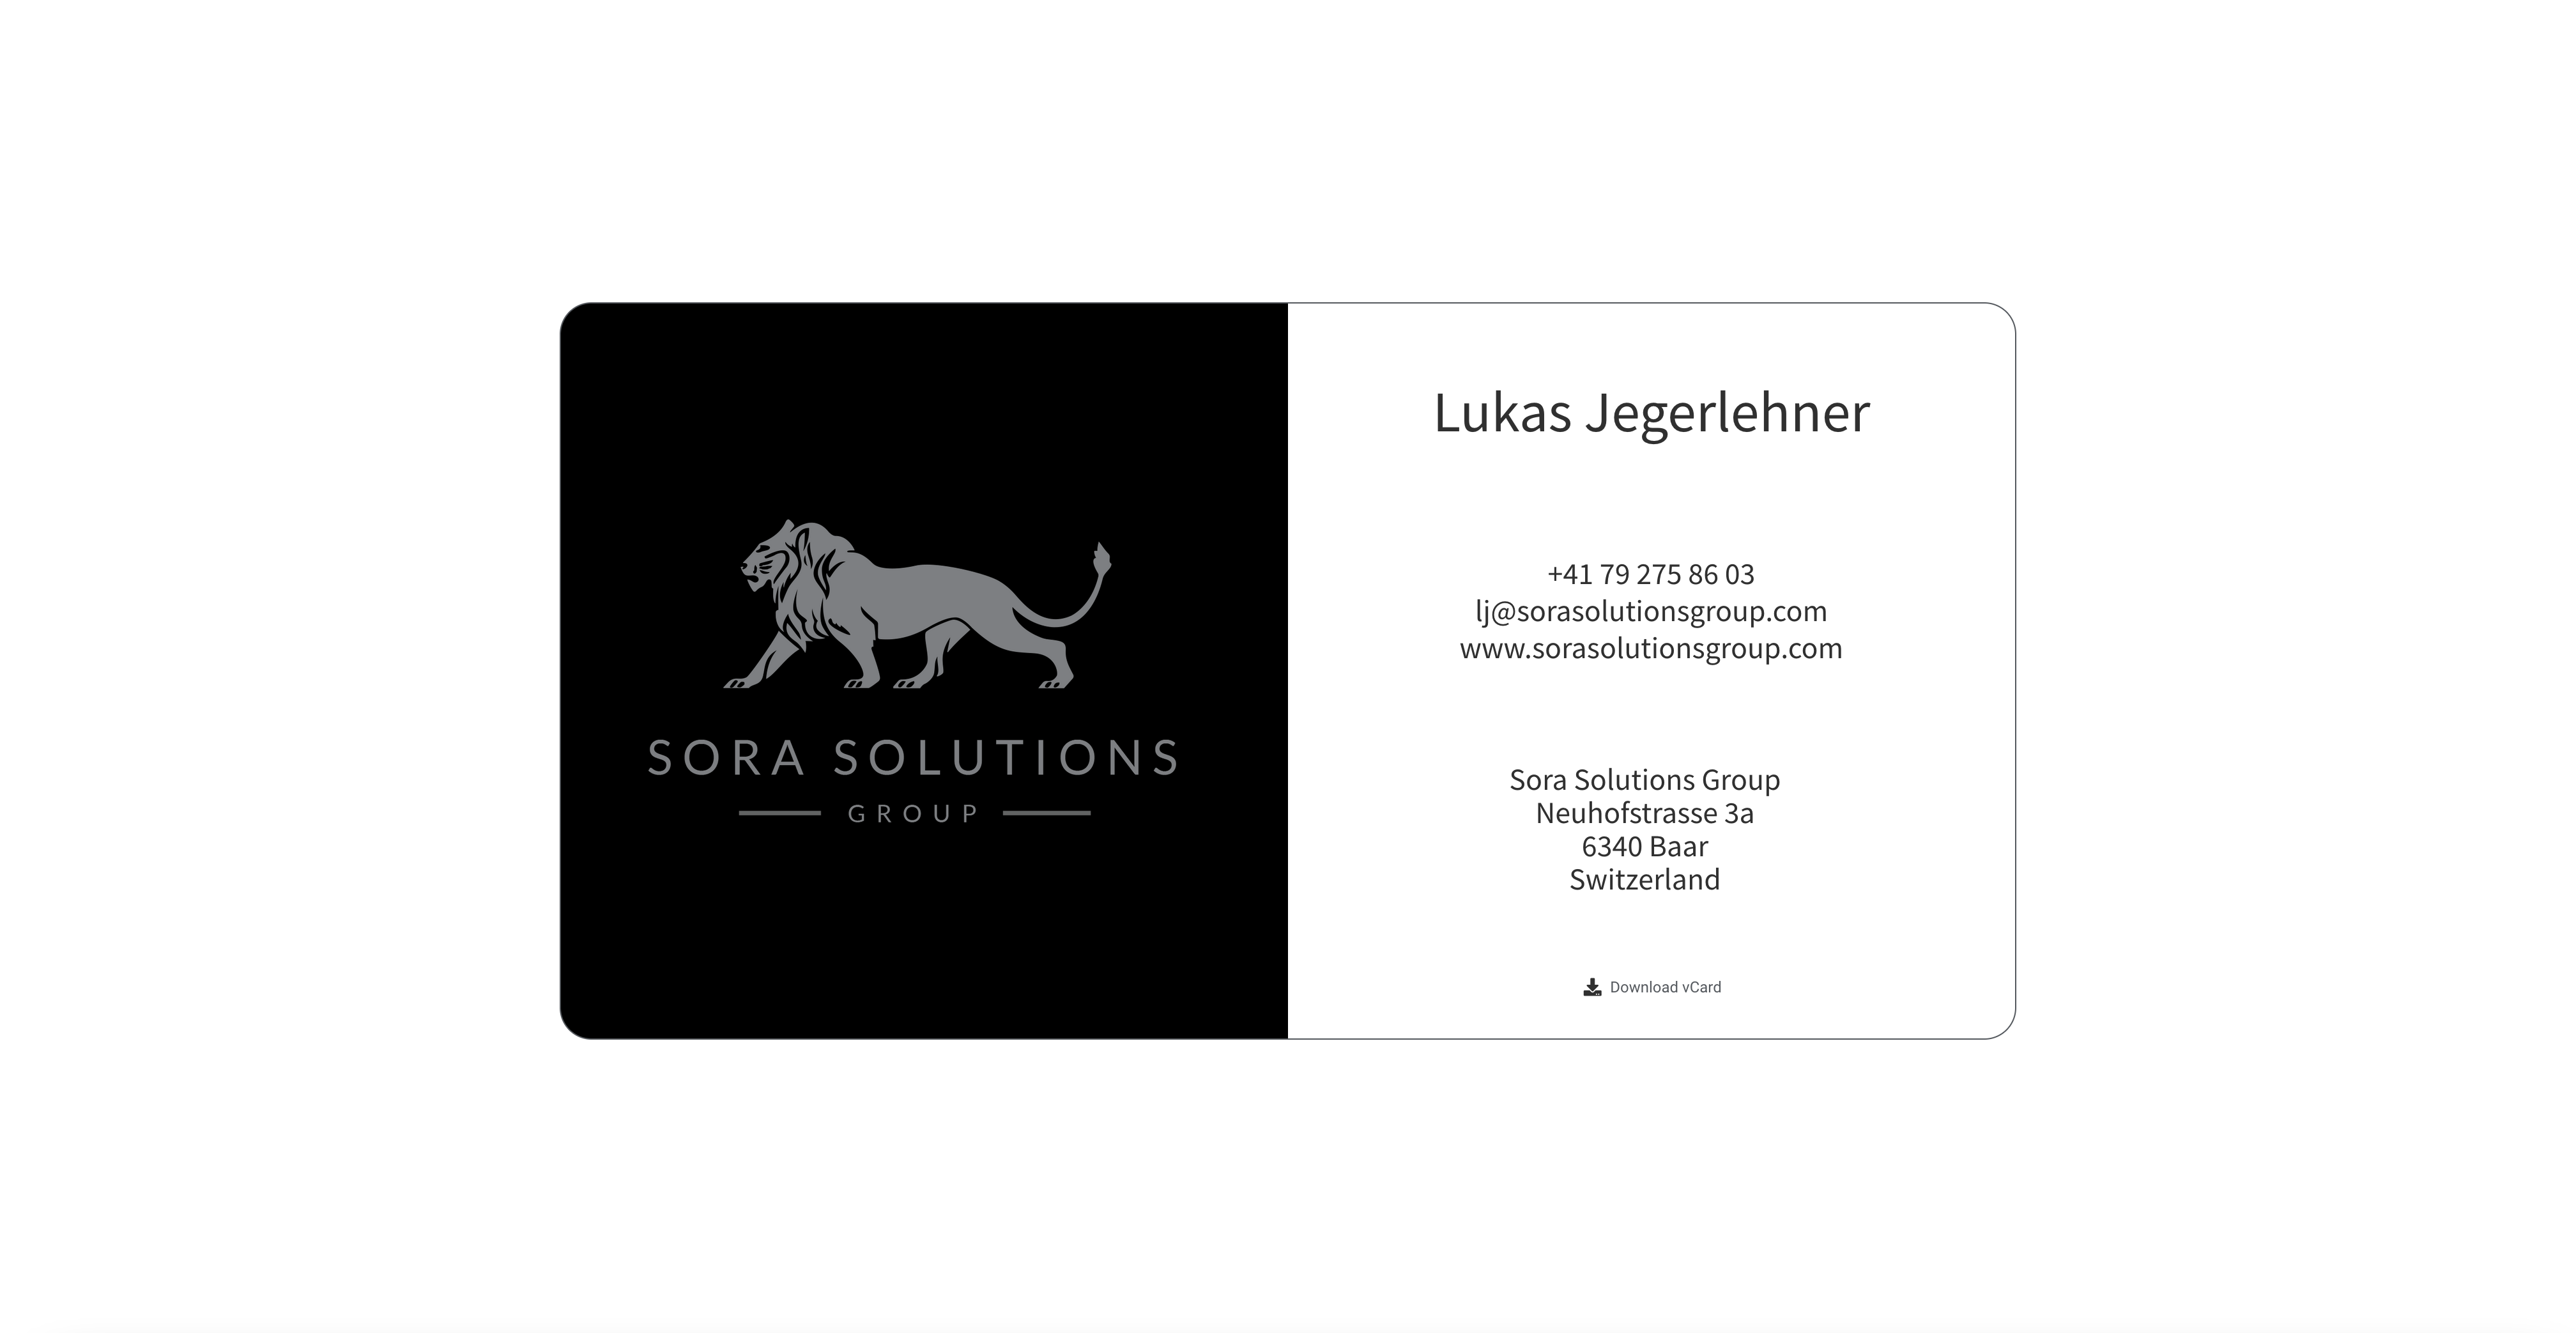 SORA SOLUTIONS
GROUP
Lukas Jegerlehner
+41 79 275 86 03
lj@sorasolutionsgroup.com
www.sorasolutionsgroup.com
Sora Solutions Group
Neuhofstrasse 3a
6340 Baar
Switzerland
Download vCard